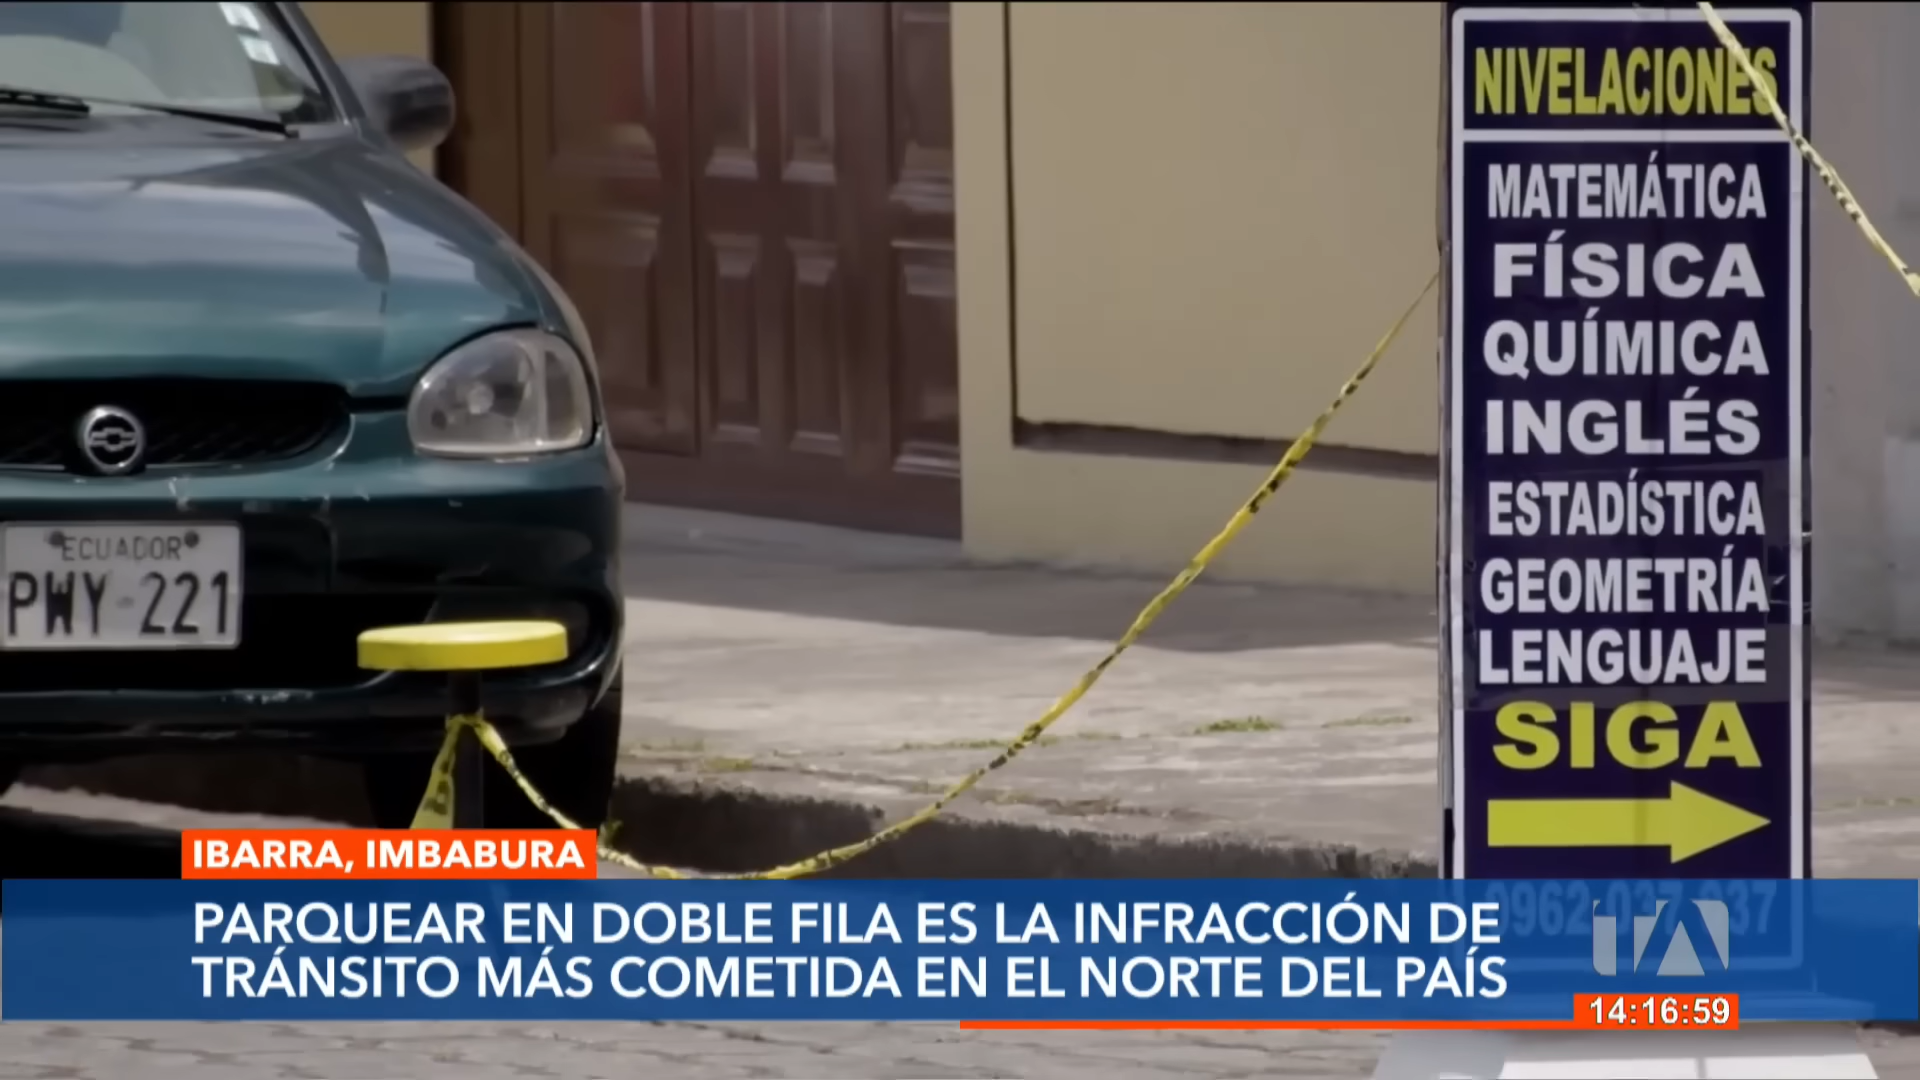 NIVELACIONES
MATEMÁTICA
FÍSICA
QUÍMICA
INGLÉS
ESTADÍSTICA
GEOMETRÍA
LENGUAJE
SIGA
ECUADOR
PWY-221
IBARRA, IMBABURA
PARQUEAR EN DOBLE FILA ES LA INFRACCIÓN DE
TRÁNSITO MÁS COMETIDA EN EL NORTE DEL PAÍS
TA
14:16:59